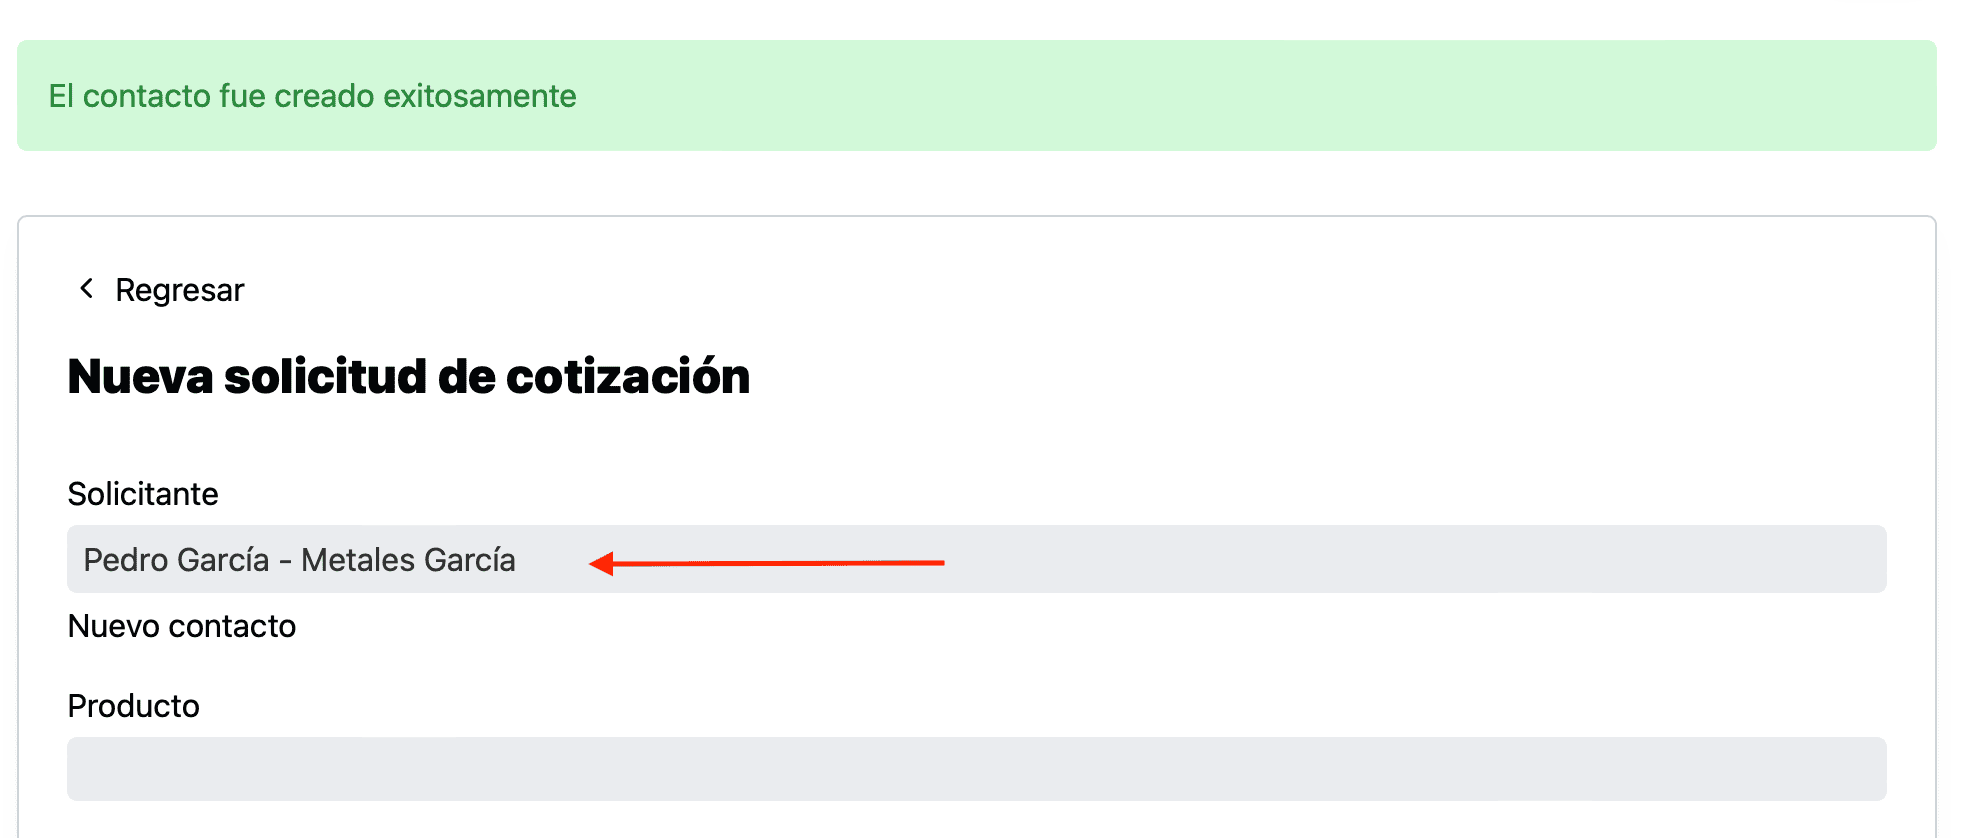 El contacto fue creado exitosamente
Regresar
Nueva solicitud de cotización
Solicitante
Pedro García - Metales García
Nuevo contacto
Producto